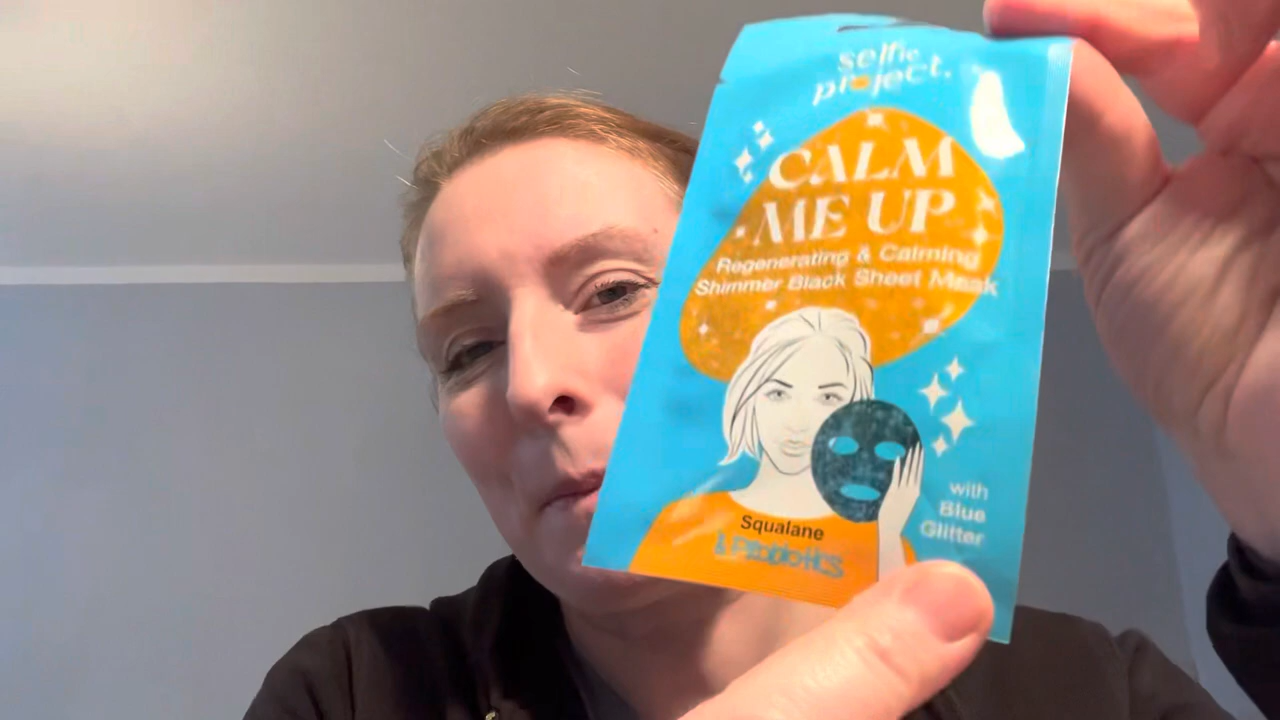 selfie
project.
CALM
ME UP
Regenerating & Calming
Shimmer Black Sheet Mask
with
Blue
Glitter
Squalane